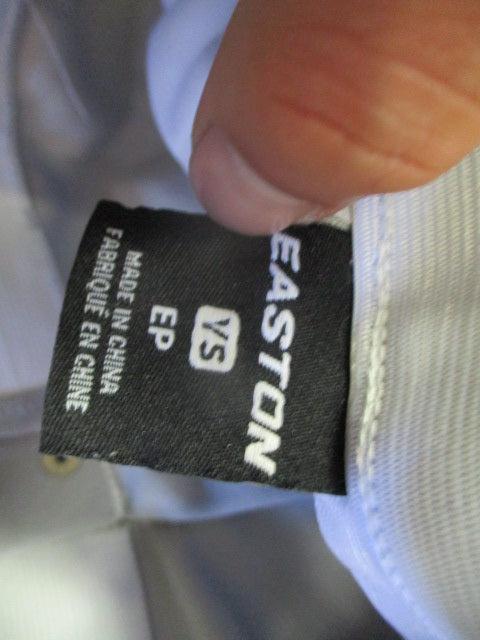 EASTON
YS
EP
MADE IN CHINA
FABRIQUÉ EN CHINE